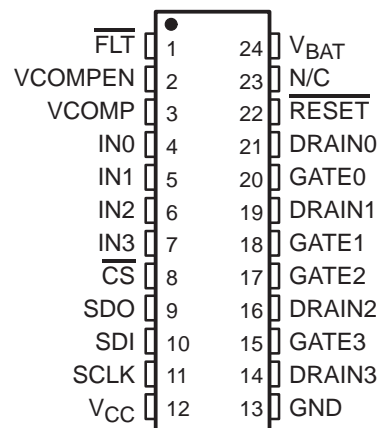 FLT 1 24 VBAT
VCOMPEN 2 23 N/C
VCOMP 3 22 RESET
IN0 4 21 DRAIN0
IN1 5 20 GATE0
IN2 6 19 DRAIN1
IN3 7 18 GATE1
CS 8 17 GATE2
SDO 9 16 DRAIN2
SDI 10 15 GATE3
SCLK 11 14 DRAIN3
VCC 12 13 GND